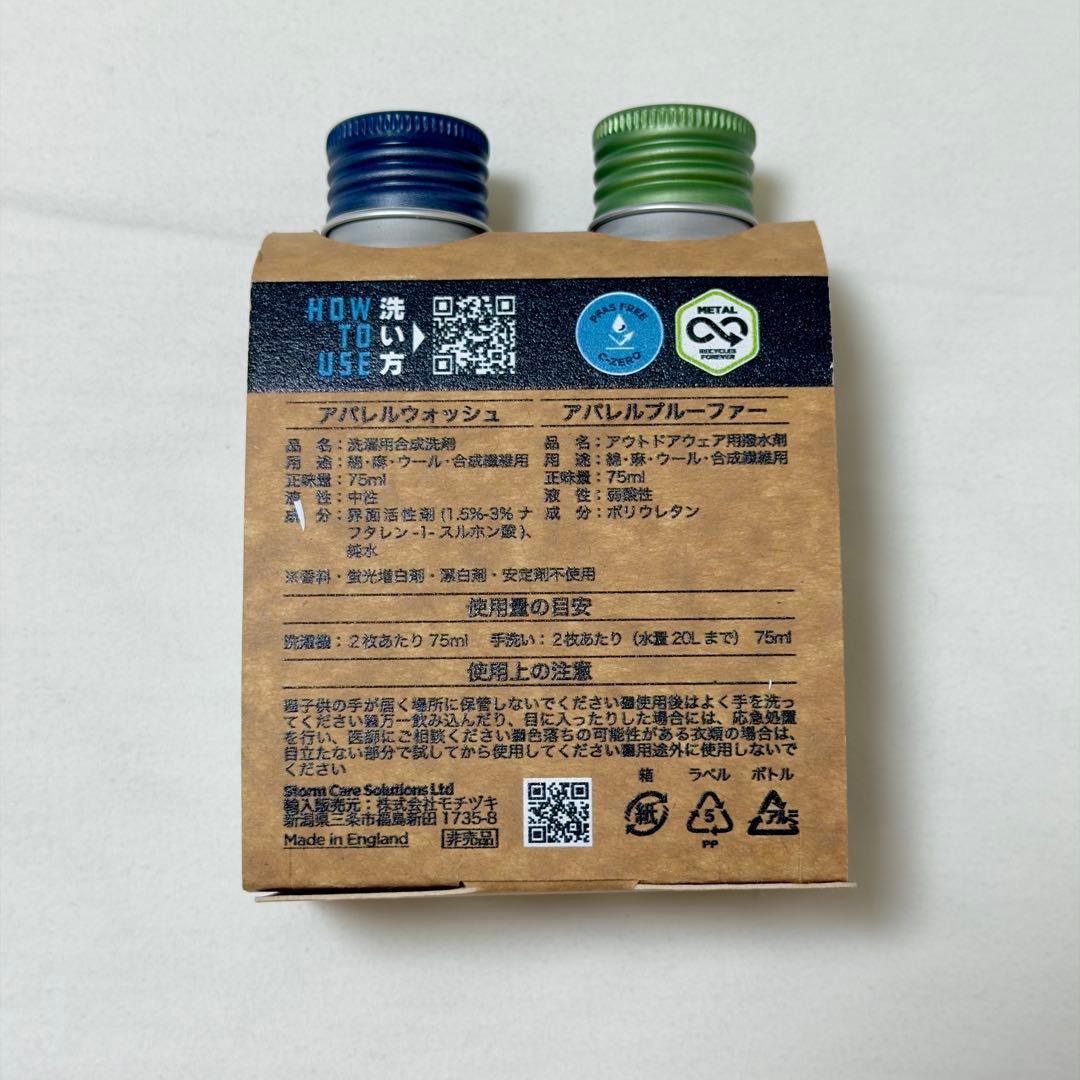 HOW
TO
USE
洗い方
PFAS FREE
C-ZERO
METAL
RECYCLES
FOREVER
アパレルウォッシュ
品 名：洗濯用合成洗剤
用 途：綿・麻・ウール・合成繊維用
正味量：75ml
液 性：中性
成 分：界面活性剤 (1.5%-3% ナ
フタレン -1- スルホン酸 )、
純水
アパレルプルーファー
品 名：アウトドアウェア用撥水剤
用 途：綿・麻・ウール・合成繊維用
正味量：75ml
液 性：弱酸性
成 分：ポリウレタン
※香料・蛍光増白剤・漂白剤・安定剤不使用
使用量の目安
洗濯機：2枚あたり 75ml 手洗い：2枚あたり（水量 20L まで） 75ml
使用上の注意
子供の手が届く場所に保管しないでください 使用後はよく手を洗っ
てください 万一飲み込んだり、目に入ったりした場合には、応急処置
を行い、医師にご相談ください 色落ちの可能性がある衣類の場合は、
目立たない部分で試してから使用してください 用途外に使用しないで
ください
Storm Care Solutions Ltd
輸入販売元：株式会社モチヅキ
新潟県三条市福島新田 1735-8
Made in England 非売品
箱 ラベル ボトル
紙 5 アルミ
PP